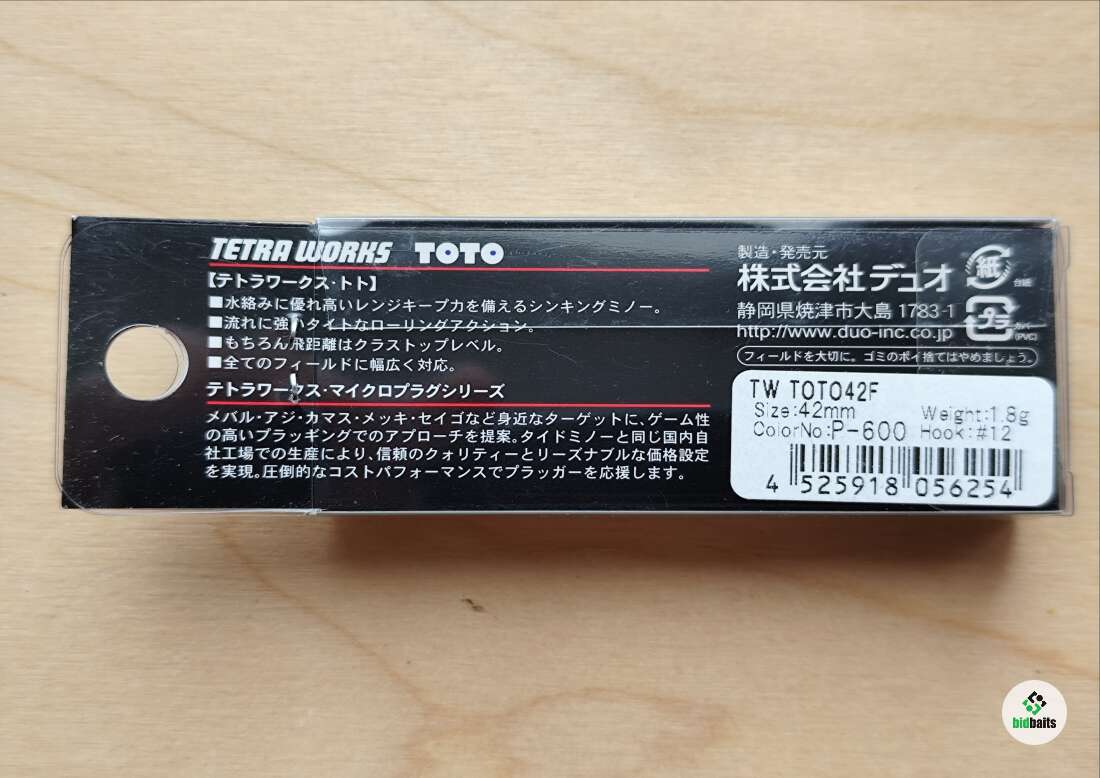 TETRA WORKS TOTO
【テトラワークス・トト】
■水絡みに優れ高いレンジキープ力を備えるシンキングミノー。
■流れに強いタイトなローリングアクション。
■もちろん飛距離はクラストップレベル。
■全てのフィールドに幅広く対応。
テトラワークス・マイクロプラグシリーズ
メバル・アジ・カマス・メッキ・セイゴなど身近なターゲットに、ゲーム性
の高いプラッギングでのアプローチを提案。タイドミノーと同じ国内自
社工場での生産により、信頼のクォリティーとリーズナブルな価格設定
を実現。圧倒的なコストパフォーマンスでプラッガーを応援します。
製造・発売元
株式会社デュオ
静岡県焼津市大島 1783-1
http://www.duo-inc.co.jp
紙
台紙
プラ
カバー
(PVC)
フィールドを大切に。ゴミのポイ捨てはやめましょう。
TW TOTO42F
Size:42mm Weight:1.8g
ColorNo:P-600 Hook:#12
4 525918 056254
bidbaits